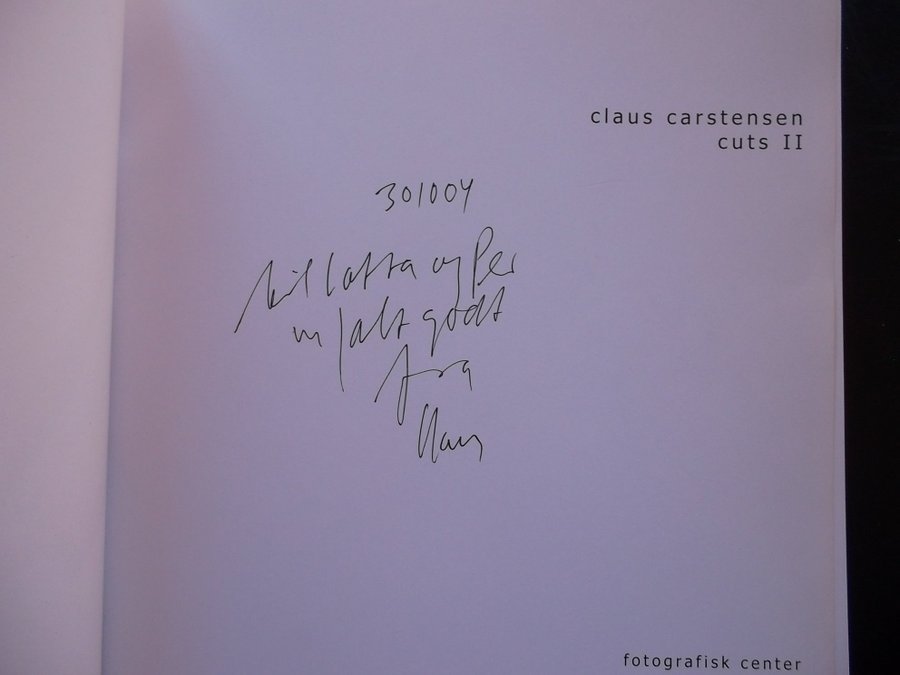 claus carstensen
cuts II
301004
til lotta og Per
m/alt godt
fra
Claus
fotografisk center